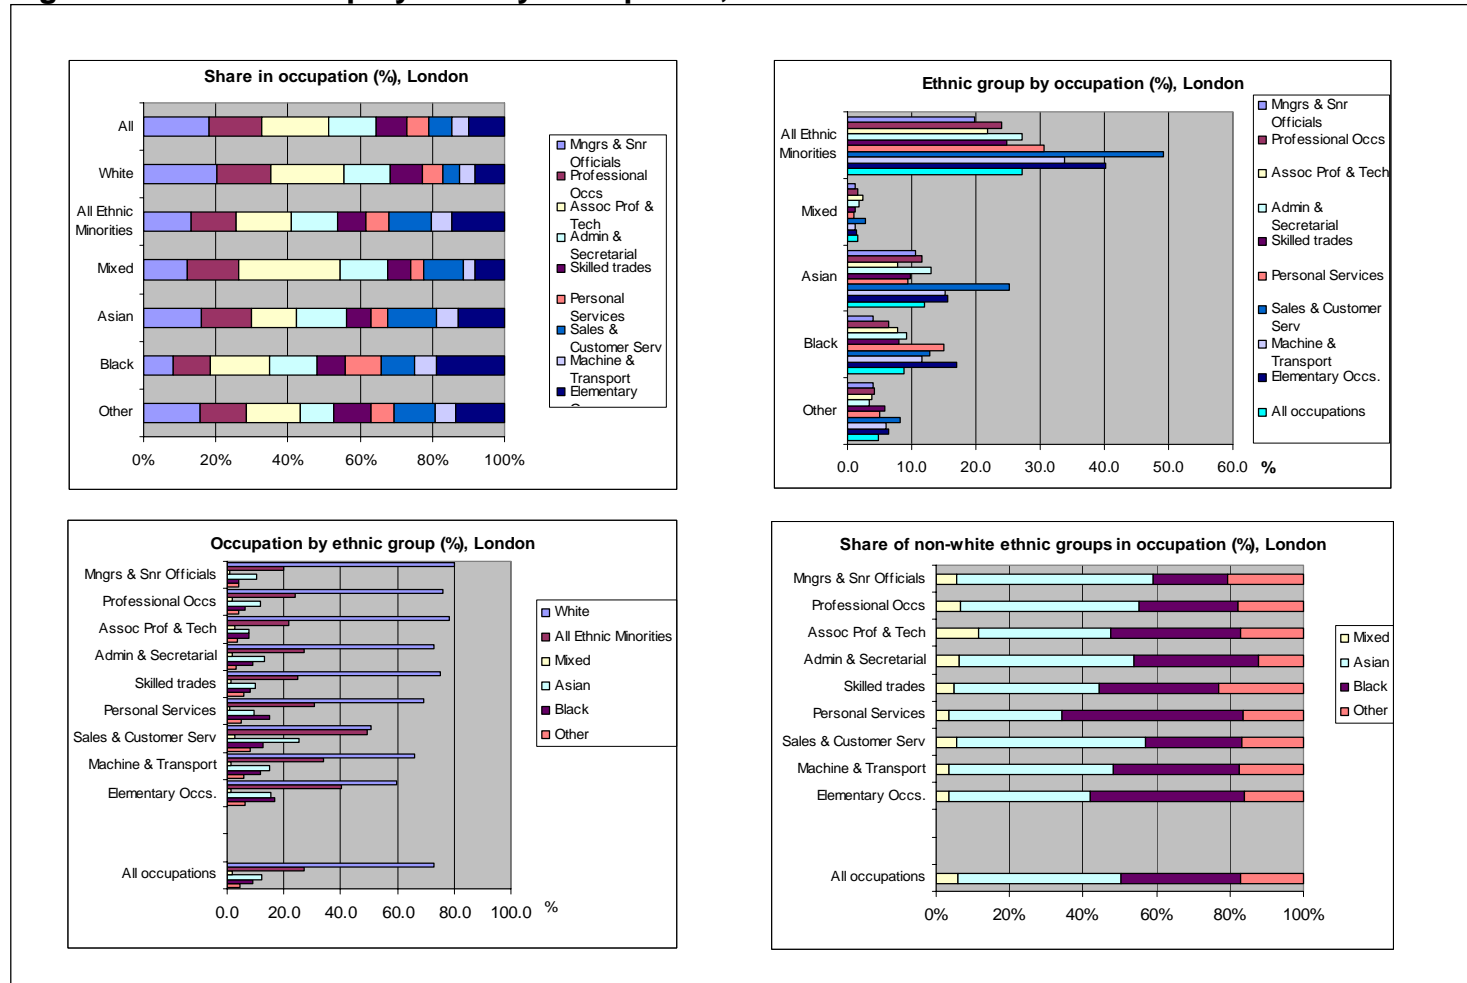 Share in occupation (%), London
All
White
All Ethnic
Minorities
Mixed
Asian
Black
Other
0% 20% 40% 60% 80% 100%
Mngrs & Snr
Officials
Professional
Occs
Assoc Prof &
Tech
Admin &
Secretarial
Skilled trades
Personal
Services
Sales &
Customer Serv
Machine &
Transport
Elementary
Ethnic group by occupation (%), London
All Ethnic
Minorities
Mixed
Asian
Black
Other
0.0 10.0 20.0 30.0 40.0 50.0 60.0 %
Mngrs & Snr
Officials
Professional Occs
Assoc Prof & Tech
Admin &
Secretarial
Skilled trades
Personal Services
Sales & Customer
Serv
Machine &
Transport
Elementary Occs.
All occupations
Occupation by ethnic group (%), London
Mngrs & Snr Officials
Professional Occs
Assoc Prof & Tech
Admin & Secretarial
Skilled trades
Personal Services
Sales & Customer Serv
Machine & Transport
Elementary Occs.
All occupations
0.0 20.0 40.0 60.0 80.0 100.0 %
White
All Ethnic Minorities
Mixed
Asian
Black
Other
Share of non-white ethnic groups in occupation (%), London
Mngrs & Snr Officials
Professional Occs
Assoc Prof & Tech
Admin & Secretarial
Skilled trades
Personal Services
Sales & Customer Serv
Machine & Transport
Elementary Occs.
All occupations
0% 20% 40% 60% 80% 100%
Mixed
Asian
Black
Other